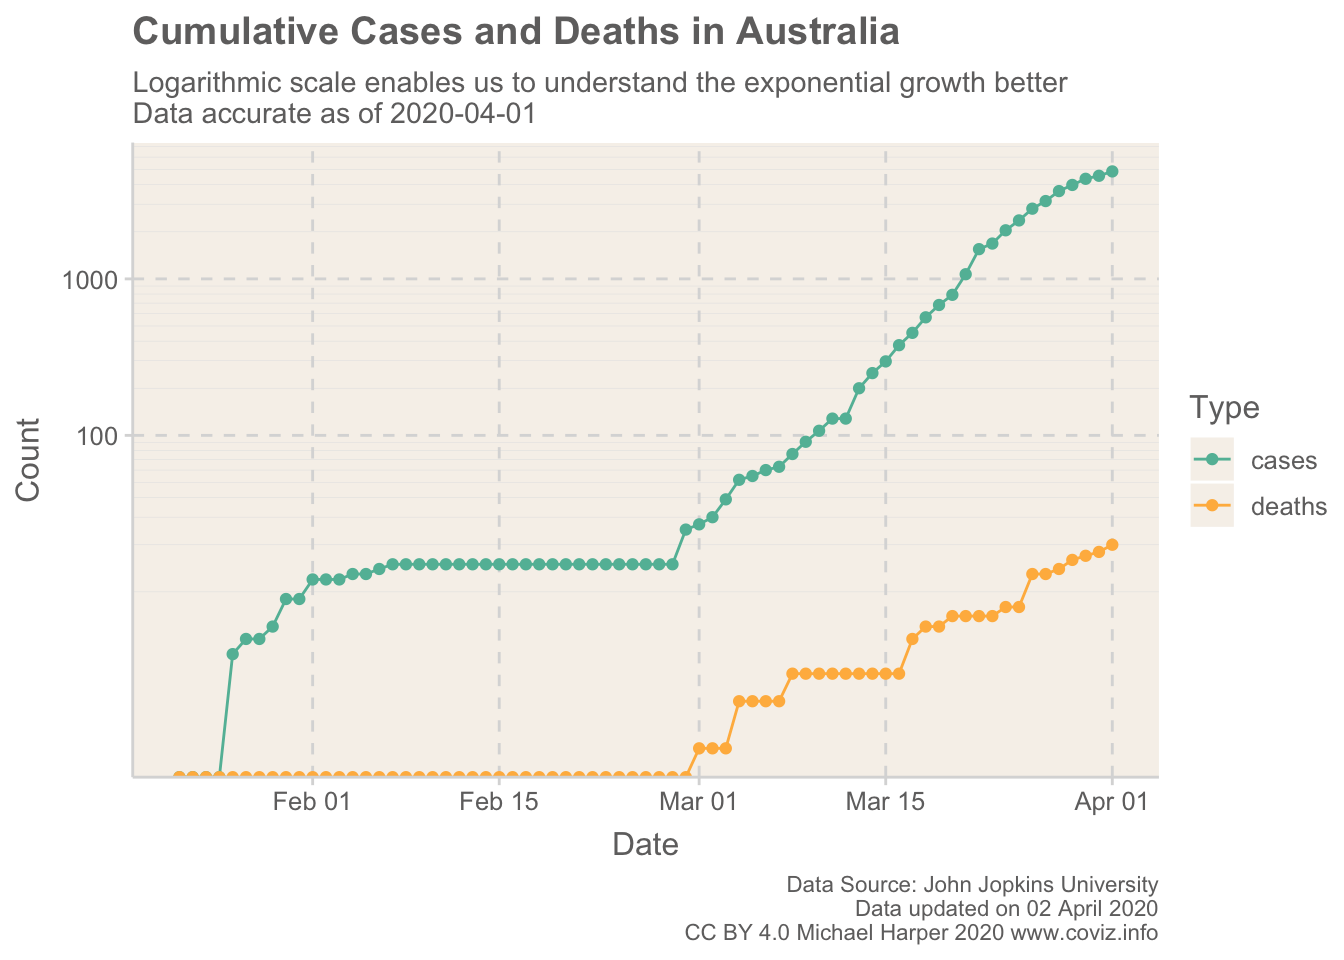 Cumulative Cases and Deaths in Australia
Logarithmic scale enables us to understand the exponential growth better
Data accurate as of 2020-04-01
1000
100
Count
Type
cases
deaths
Feb 01
Feb 15
Mar 01
Mar 15
Apr 01
Date
Data Source: John Jopkins University
Data updated on 02 April 2020
CC BY 4.0 Michael Harper 2020 www.coviz.info